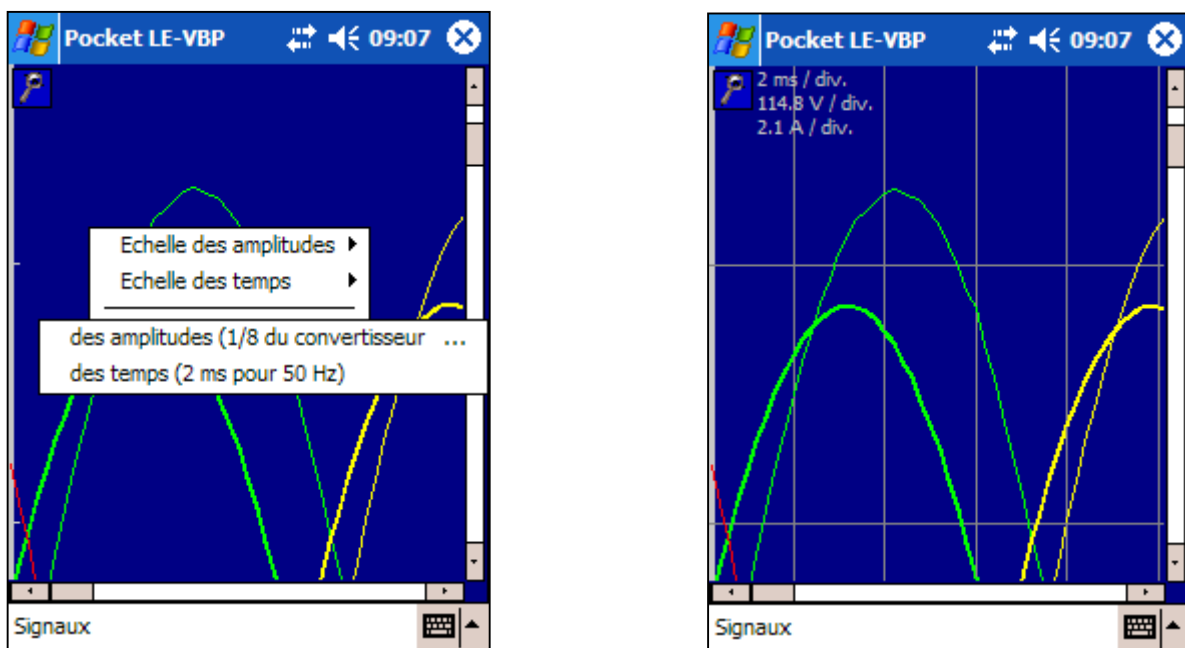 Pocket LE-VBP 09:07
Echelle des amplitudes
Echelle des temps
des amplitudes (1/8 du convertisseur ...
des temps (2 ms pour 50 Hz)
Signaux
Pocket LE-VBP 09:07
2 ms / div.
114.8 V / div.
2.1 A / div.
Signaux